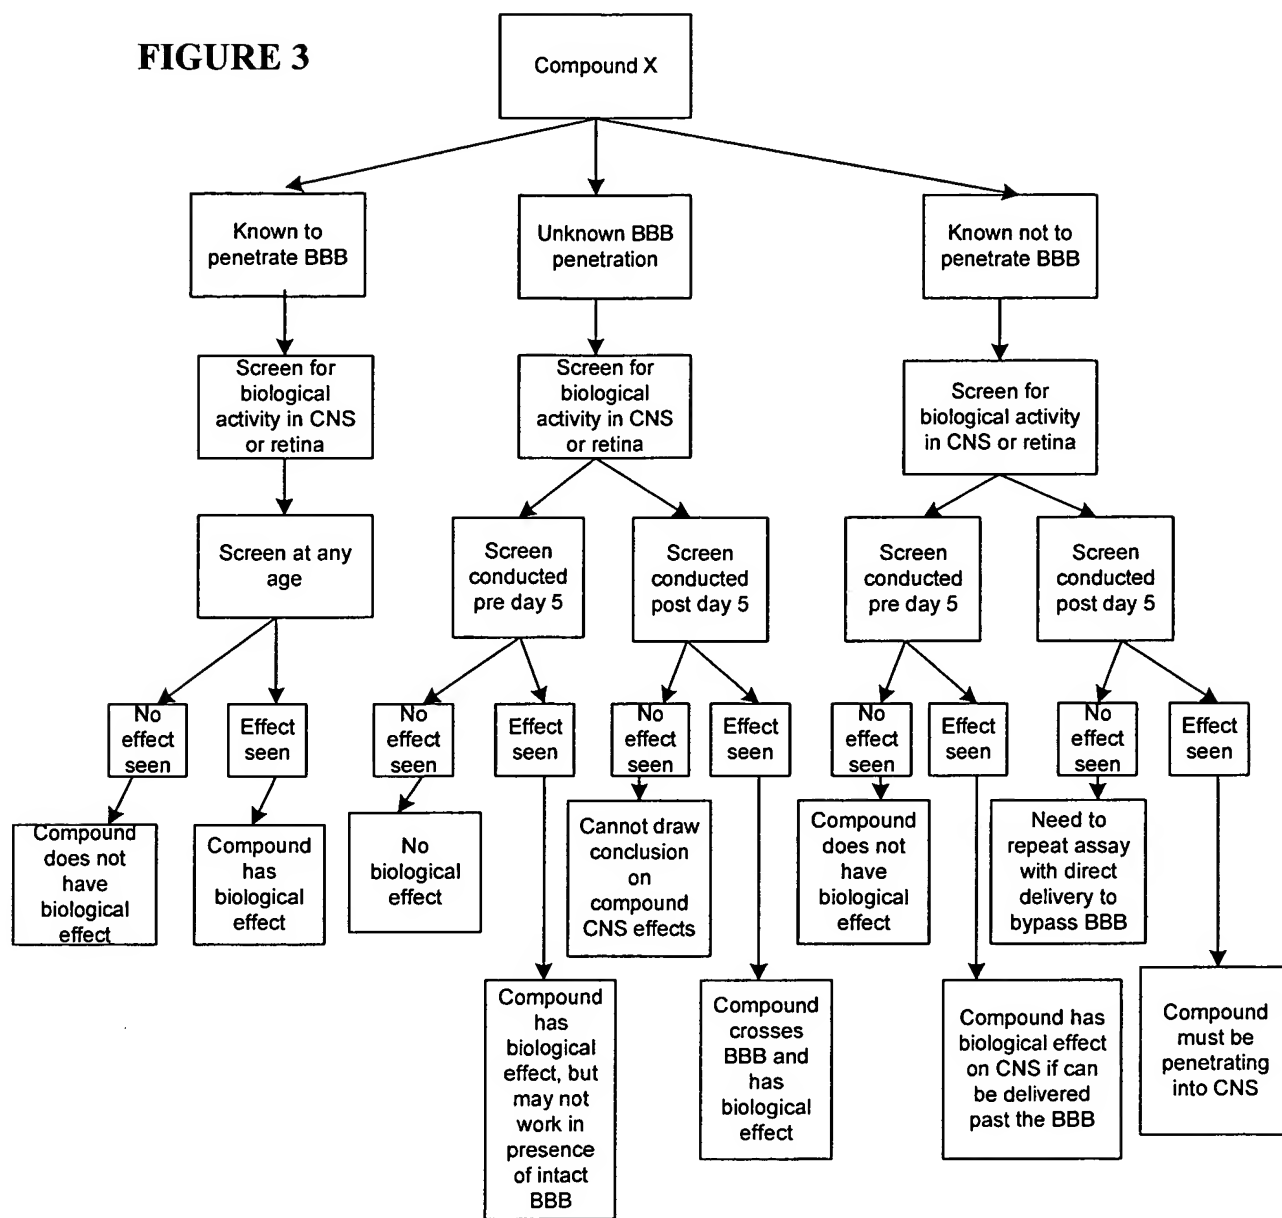 FIGURE 3
Compound X
Known to
penetrate BBB
Unknown BBB
penetration
Known not to
penetrate BBB
Screen for
biological
activity in CNS
or retina
Screen for
biological
activity in CNS
or retina
Screen for
biological activity
in CNS or retina
Screen at any
age
Screen
conducted
pre day 5
Screen
conducted
post day 5
Screen
conducted
pre day 5
Screen
conducted
post day 5
No
effect
seen
Effect
seen
No
effect
seen
Effect
seen
No
effect
seen
Effect
seen
No
effect
seen
Effect
seen
No
effect
seen
Effect
seen
Compound
does not
have
biological
effect
Compound
has
biological
effect
No
biological
effect
Cannot draw
conclusion
on
compound
CNS effects
Compound
does not
have
biological
effect
Need to
repeat assay
with direct
delivery to
bypass BBB
Compound
has
biological
effect, but
may not
work in
presence
of intact
BBB
Compound
crosses
BBB and
has
biological
effect
Compound has
biological effect
on CNS if can
be delivered
past the BBB
Compound
must be
penetrating
into CNS